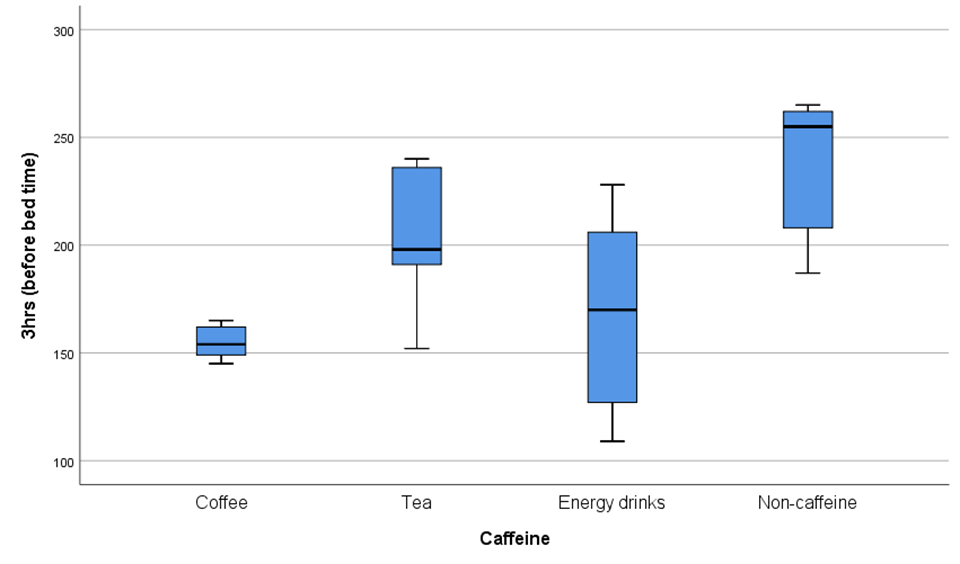 300
250
200
150
100
3hrs (before bed time)
Coffee
Tea
Energy drinks
Non-caffeine
Caffeine